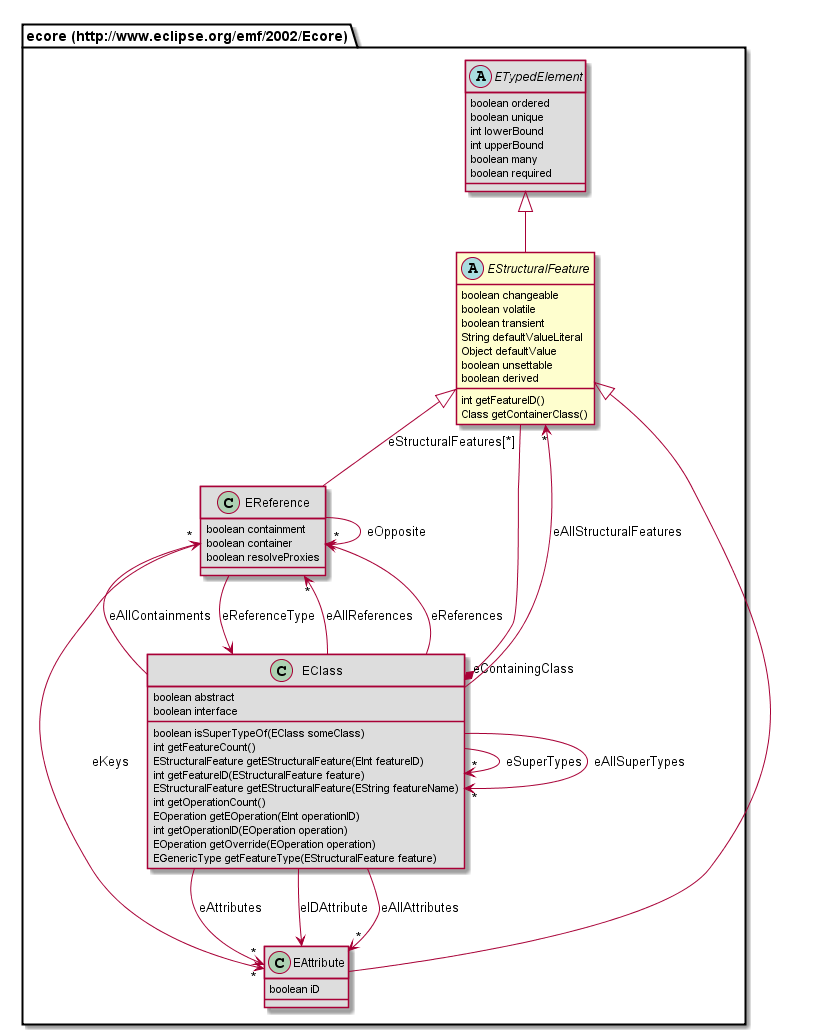 ecore (http://www.eclipse.org/emf/2002/Ecore)
A ETypedElement
boolean ordered
boolean unique
int lowerBound
int upperBound
boolean many
boolean required
A EStructuralFeature
boolean changeable
boolean volatile
boolean transient
String defaultValueLiteral
Object defaultValue
boolean unsettable
boolean derived
int getFeatureID()
Class getContainerClass()
eStructuralFeatures[*]
*
C EReference
boolean containment
boolean container
boolean resolveProxies
*
*
eOpposite
eAllStructuralFeatures
*
eAllContainments
eReferenceType
eAllReferences
eReferences
C EClass
eContainingClass
boolean abstract
boolean interface
boolean isSuperTypeOf(EClass someClass)
int getFeatureCount()
EStructuralFeature getEStructuralFeature(EInt featureID)
int getFeatureID(EStructuralFeature feature)
EStructuralFeature getEStructuralFeature(EString featureName)
int getOperationCount()
EOperation getEOperation(EInt operationID)
int getOperationID(EOperation operation)
EOperation getOverride(EOperation operation)
EGenericType getFeatureType(EStructuralFeature feature)
eKeys
*
eSuperTypes
*
eAllSuperTypes
eAttributes
eIDAttribute
eAllAttributes
*
*
*
C EAttribute
boolean iD